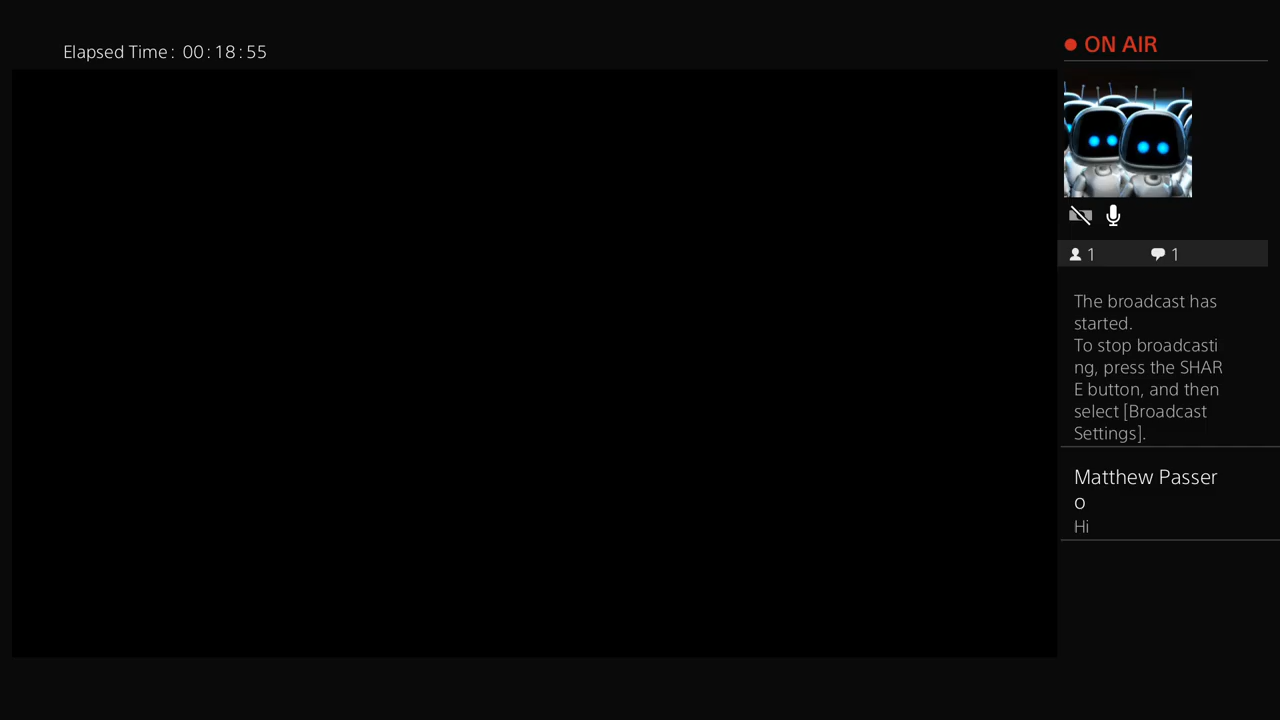 Elapsed Time: 00:18:55
ON AIR
1 1
The broadcast has
started.
To stop broadcasti
ng, press the SHAR
E button, and then
select [Broadcast
Settings].
Matthew Passer
o
Hi